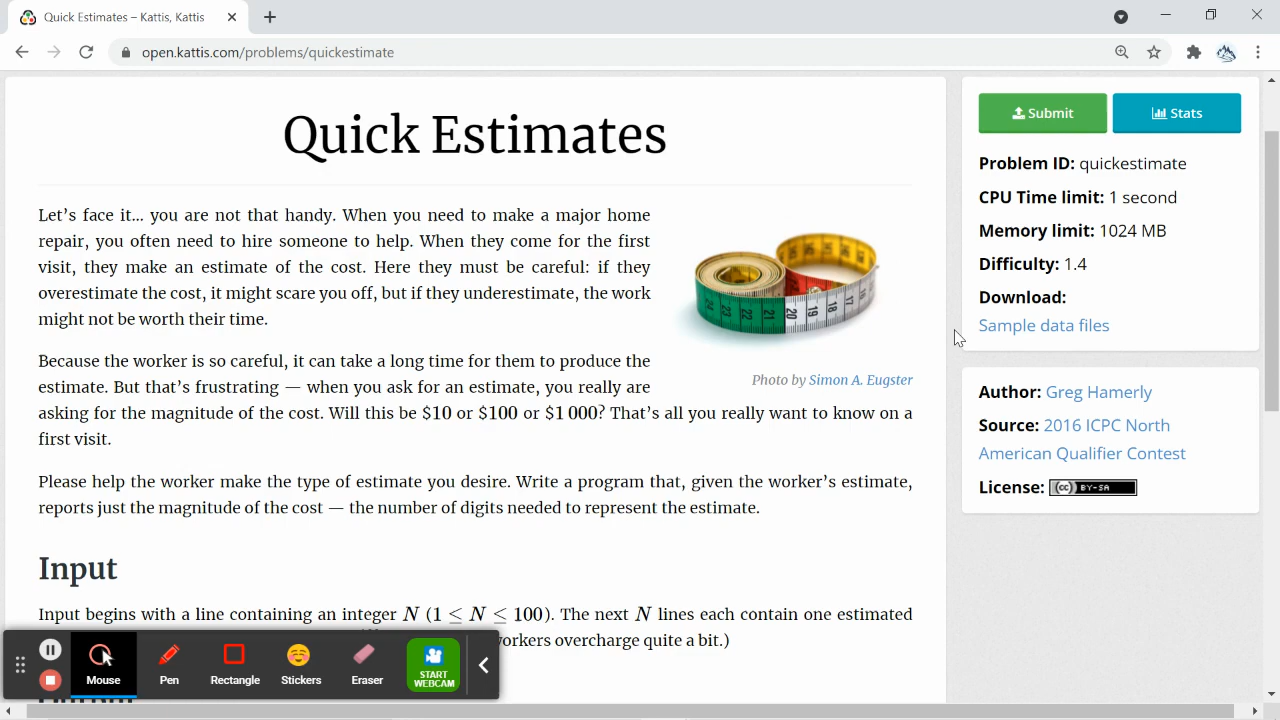 Quick Estimates – Kattis, Kattis
open.kattis.com/problems/quickestimate
Quick Estimates
Let's face it... you are not that handy. When you need to make a major home
repair, you often need to hire someone to help. When they come for the first
visit, they make an estimate of the cost. Here they must be careful: if they
overestimate the cost, it might scare you off, but if they underestimate, the work
might not be worth their time.
Because the worker is so careful, it can take a long time for them to produce the
estimate. But that's frustrating — when you ask for an estimate, you really are
asking for the magnitude of the cost. Will this be $10 or $100 or $1 000? That's all you really want to know on a
first visit.
Photo by Simon A. Eugster
Please help the worker make the type of estimate you desire. Write a program that, given the worker's estimate,
reports just the magnitude of the cost — the number of digits needed to represent the estimate.
Input
Input begins with a line containing an integer N (1 ≤ N ≤ 100). The next N lines each contain one estimated
workers overcharge quite a bit.)
Submit
Stats
Problem ID: quickestimate
CPU Time limit: 1 second
Memory limit: 1024 MB
Difficulty: 1.4
Download:
Sample data files
Author: Greg Hamerly
Source: 2016 ICPC North
American Qualifier Contest
License: (cc) BY-SA
24 23 22 21 20 19 18 17
Mouse
Pen
Rectangle
Stickers
Eraser
START
WEBCAM